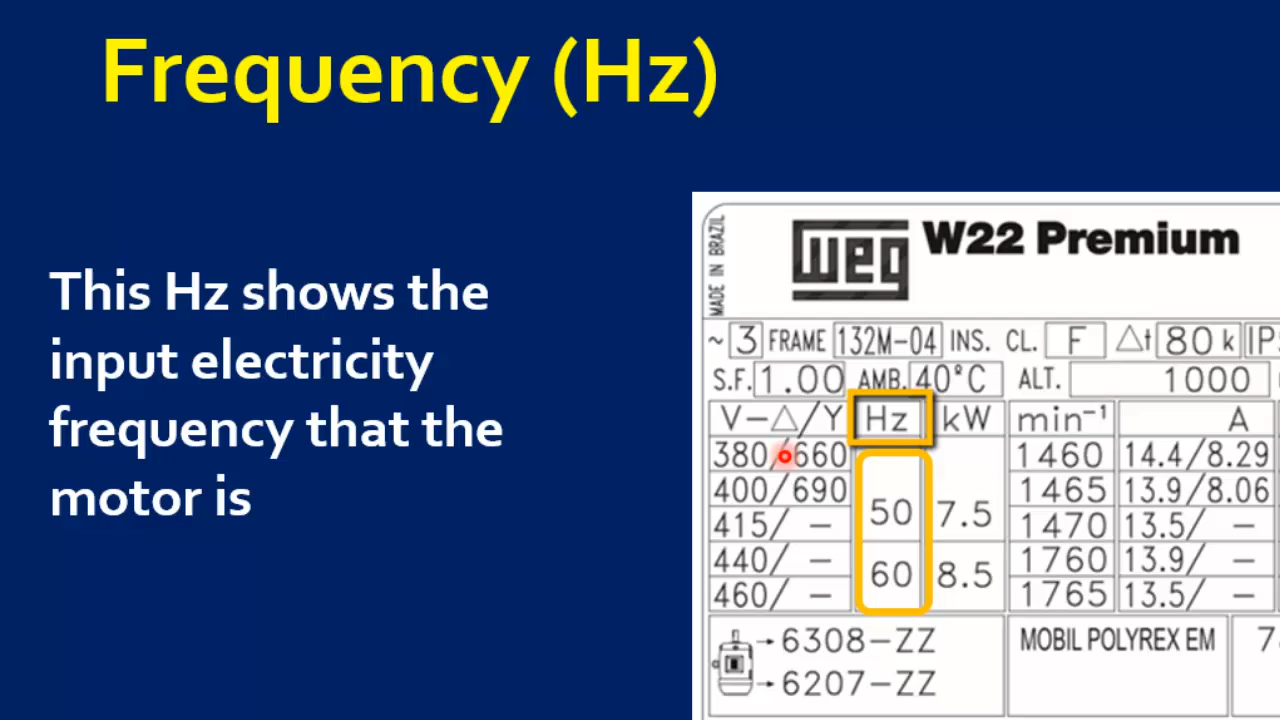 Frequency (Hz)
This Hz shows the
input electricity
frequency that the
motor is
MADE IN BRAZIL
weg W22 Premium
~ 3 FRAME 132M-04 INS. CL. F △t 80 k
S.F. 1.00 AMB. 40°C ALT. 1000
V-△/Y Hz kW min⁻¹ A
380/660 1460 14.4/8.29
400/690 1465 13.9/8.06
50 7.5
415/ - 1470 13.5/ -
440/ - 1760 13.9/ -
60 8.5
460/ - 1765 13.5/ -
→6308-ZZ MOBIL POLYREX EM
→6207-ZZ